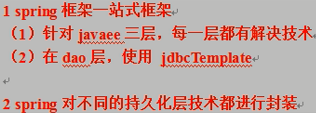 1 spring 框架一站式框架
（1）针对 javaee 三层，每一层都有解决技术
（2）在 dao 层，使用 jdbcTemplate
2 spring 对不同的持久化层技术都进行封装